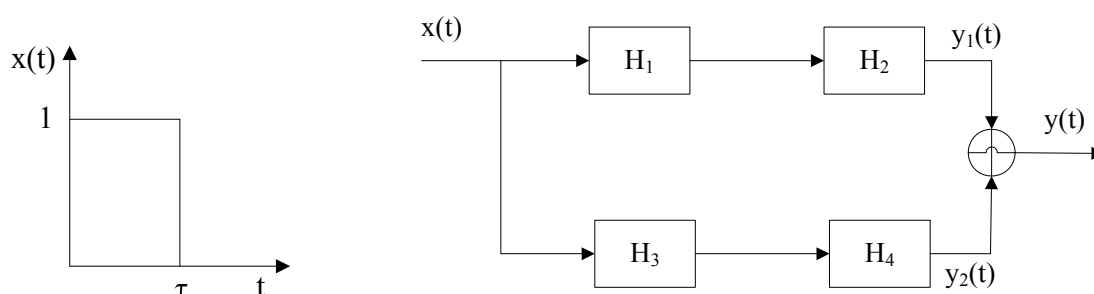 x(t)
1
τ
t
x(t)
H₁
H₂
y₁(t)
y(t)
H₃
H₄
y₂(t)